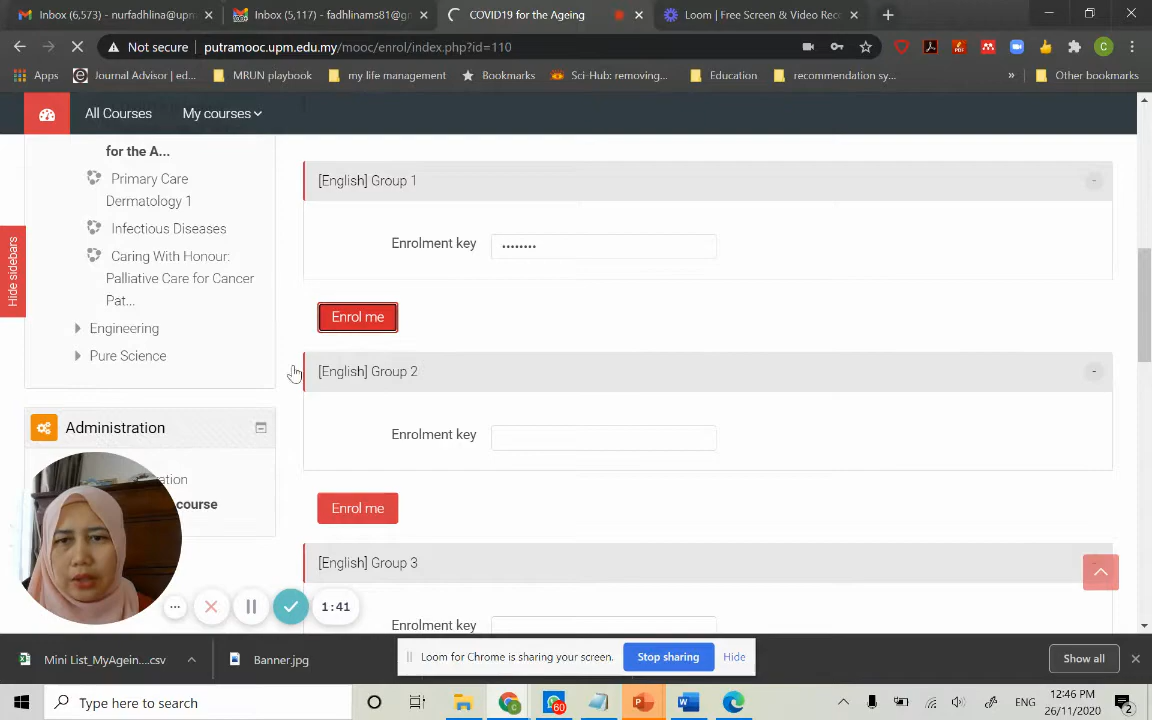 Inbox (6,573) - nurfadhlina@upm
Inbox (5,117) - fadhlinams81@gm
COVID19 for the Ageing
Loom | Free Screen & Video Rec
Not secure
putramooc.upm.edu.my/mooc/enrol/index.php?id=110
C
Apps
Journal Advisor | ed...
MRUN playbook
my life management
Bookmarks
Sci-Hub: removing...
Education
recommendation sy...
»
Other bookmarks
All Courses
My courses
for the A...
Primary Care
Dermatology 1
Infectious Diseases
Caring With Honour:
Palliative Care for Cancer
Pat...
Engineering
Pure Science
Hide sidebars
Administration
course
[English] Group 1
Enrolment key
••••••••
Enrol me
[English] Group 2
Enrolment key
Enrol me
[English] Group 3
Enrolment key
1:41
Loom for Chrome is sharing your screen.
Stop sharing
Hide
Mini List_MyAgein....csv
Banner.jpg
Show all
Type here to search
60
ENG
12:46 PM
26/11/2020
2